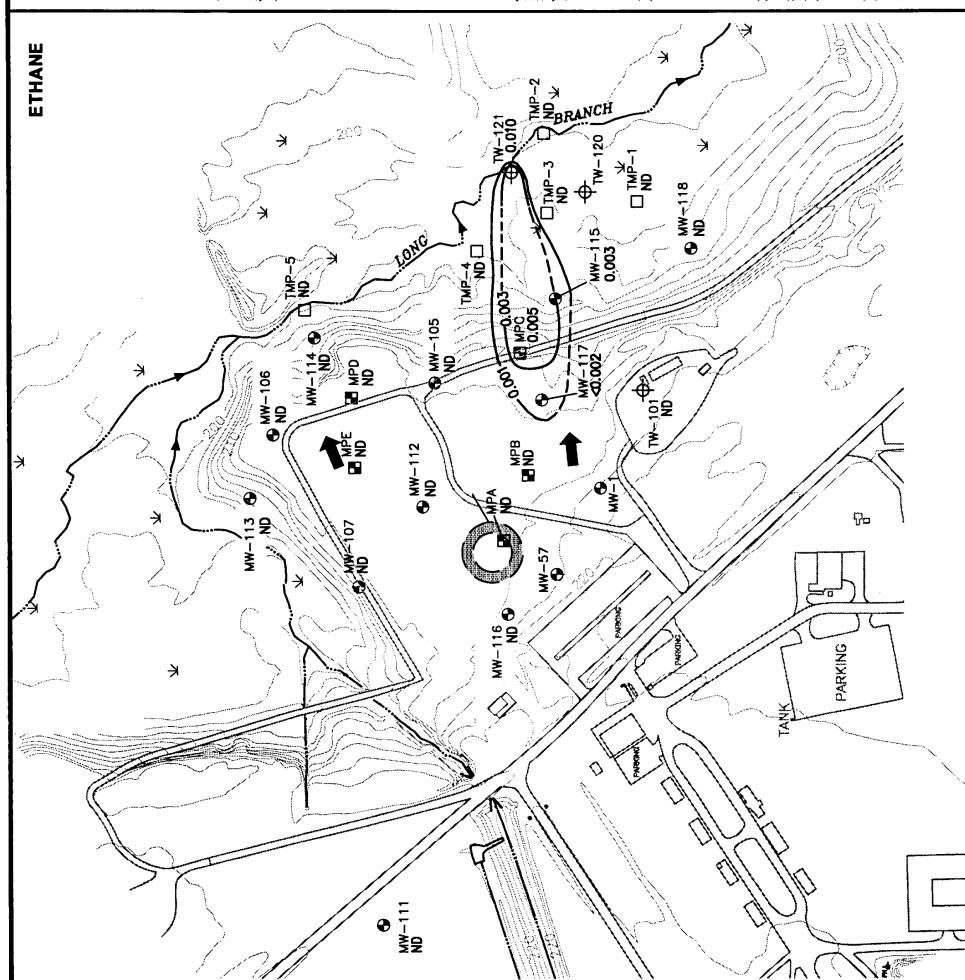 ETHANE
200
200
200
210
TMP-5
ND
MW-106
ND
MW-114
ND
MPD
ND
MPE
ND
MW-113
ND
MW-107
ND
MW-112
ND
MW-105
ND
LONG
BRANCH
TMP-4
ND
TW-121
0.010
TMP-2
ND
TMP-3
ND
TW-120
TMP-1
ND
MW-118
ND
MW-115
0.003
0.003
MPC
0.005
0.001
MW-117
<0.002
TW-101
ND
MPB
ND
MPA
ND
MW-1
MW-57
MW-116
ND
220
PARKING
PARKING
PARKING
TANK
PARKING
MW-111
ND
220